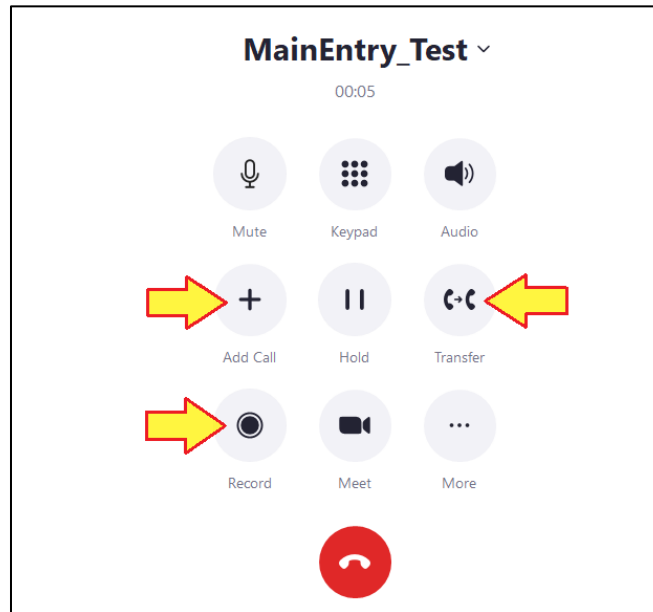 MainEntry_Test
00:05
Mute Keypad Audio
Add Call Hold Transfer
Record Meet More